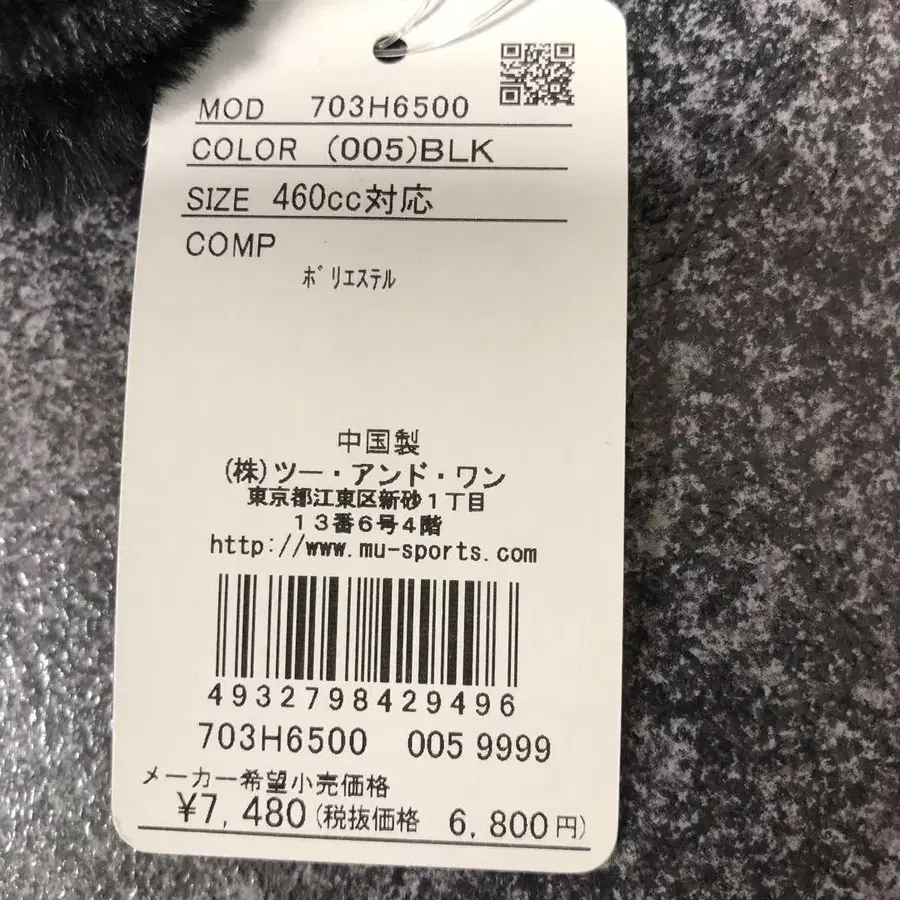 MOD 703H6500
COLOR (005)BLK
SIZE 460cc対応
COMP
ﾎﾟﾘｴｽﾃﾙ
中国製
(株)ツー・アンド・ワン
東京都江東区新砂１丁目
１３番６号４階
http://www.mu-sports.com
4932798429496
703H6500 005 9999
メーカー希望小売価格
¥7,480(税抜価格 6,800円)